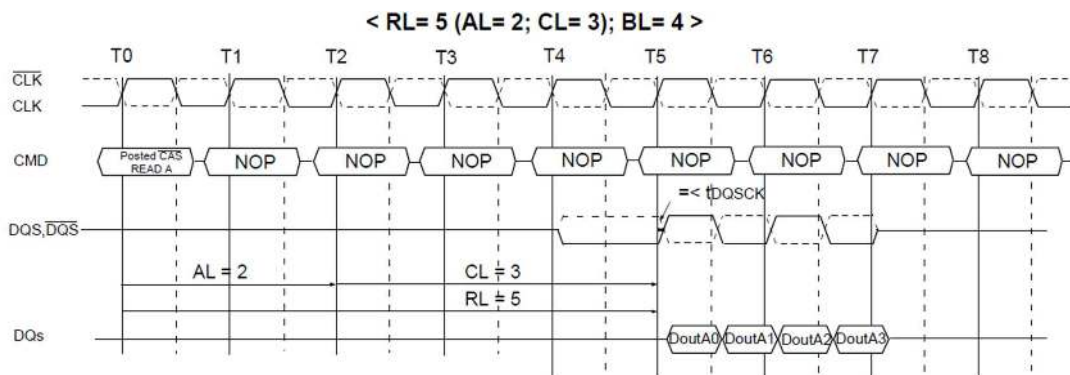 < RL= 5 (AL= 2; CL= 3); BL= 4 >
T0 T1 T2 T3 T4 T5 T6 T7 T8
CLK
CLK
CMD
Posted CAS
READ A
NOP NOP NOP NOP NOP NOP NOP NOP
=< tDQSCK
DQS,DQS
AL = 2
CL = 3
RL = 5
DQs
DoutA0 DoutA1 DoutA2 DoutA3